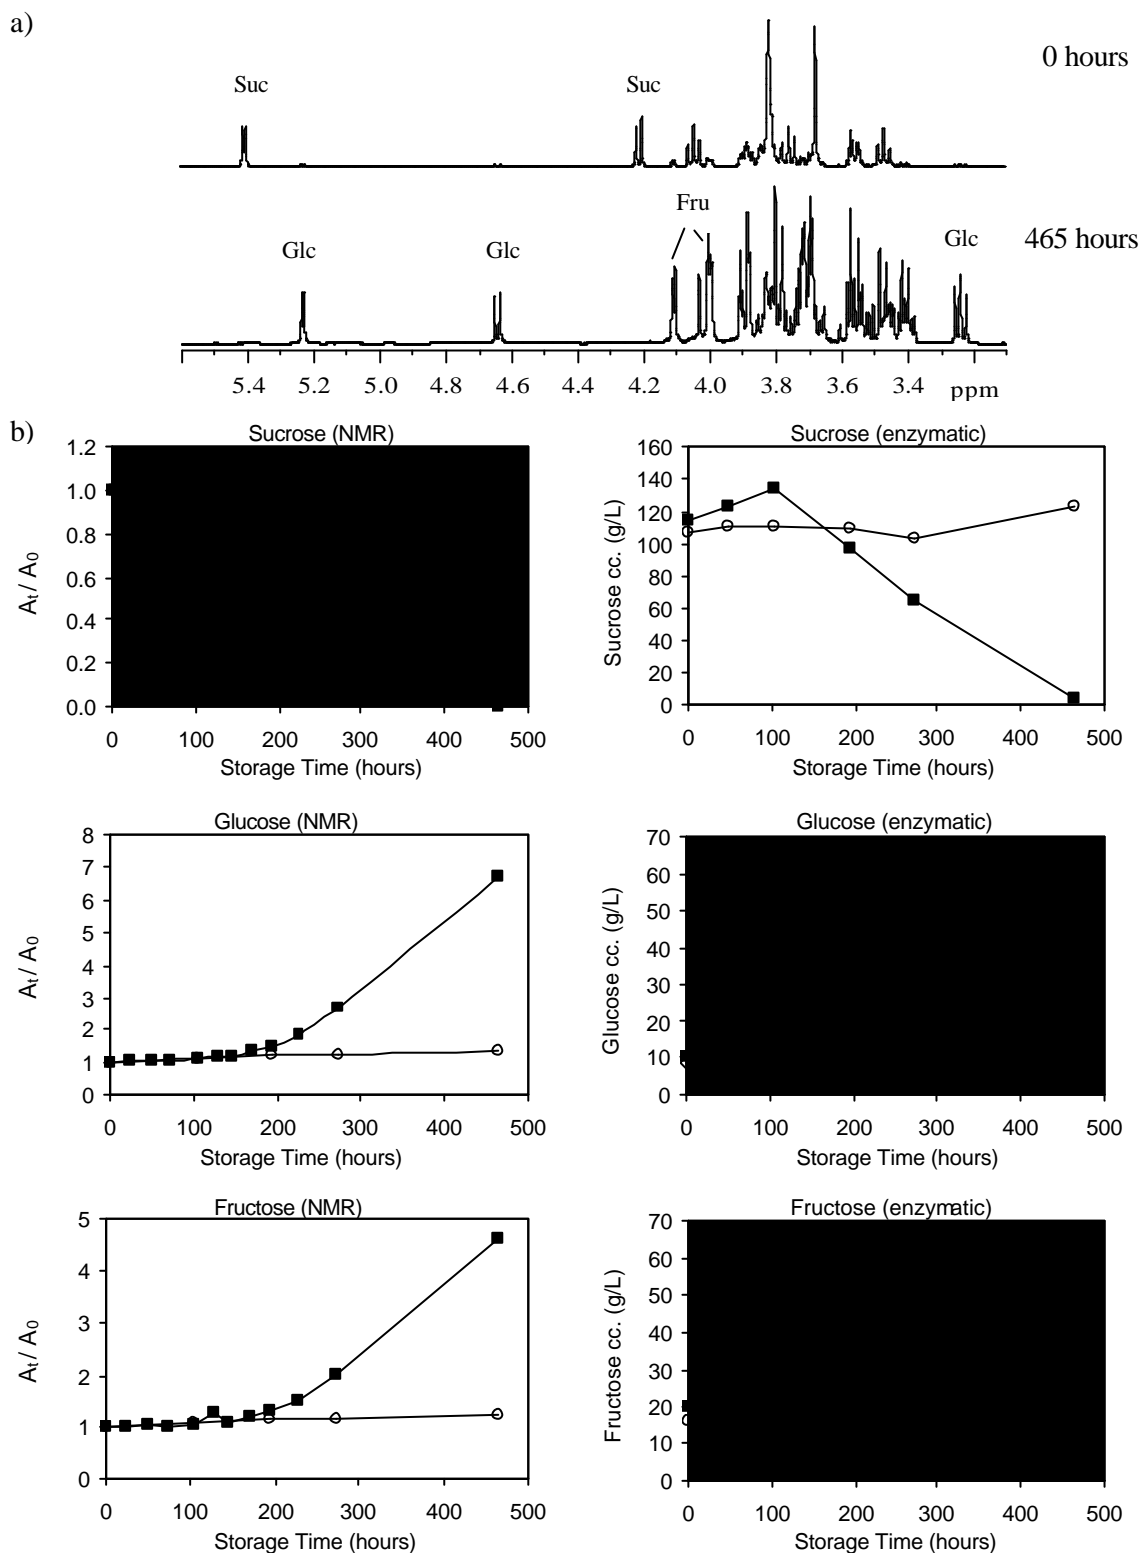 a)
0 hours
Suc
Suc
Fru
465 hours
Glc
Glc
Glc
5.4 5.2 5.0 4.8 4.6 4.4 4.2 4.0 3.8 3.6 3.4 ppm
b)
Sucrose (NMR)
1.2
1.0
0.8
0.6
0.4
0.2
0.0
At / A0
0 100 200 300 400 500
Storage Time (hours)
Sucrose (enzymatic)
160
140
120
100
80
60
40
20
0
Sucrose cc. (g/L)
0 100 200 300 400 500
Storage Time (hours)
Glucose (NMR)
8
7
6
5
4
3
2
1
0
At / A0
0 100 200 300 400 500
Storage Time (hours)
Glucose (enzymatic)
70
60
50
40
30
20
10
0
Glucose cc. (g/L)
0 100 200 300 400 500
Storage Time (hours)
Fructose (NMR)
5
4
3
2
1
0
At / A0
0 100 200 300 400 500
Storage Time (hours)
Fructose (enzymatic)
70
60
50
40
30
20
10
0
Fructose cc. (g/L)
0 100 200 300 400 500
Storage Time (hours)